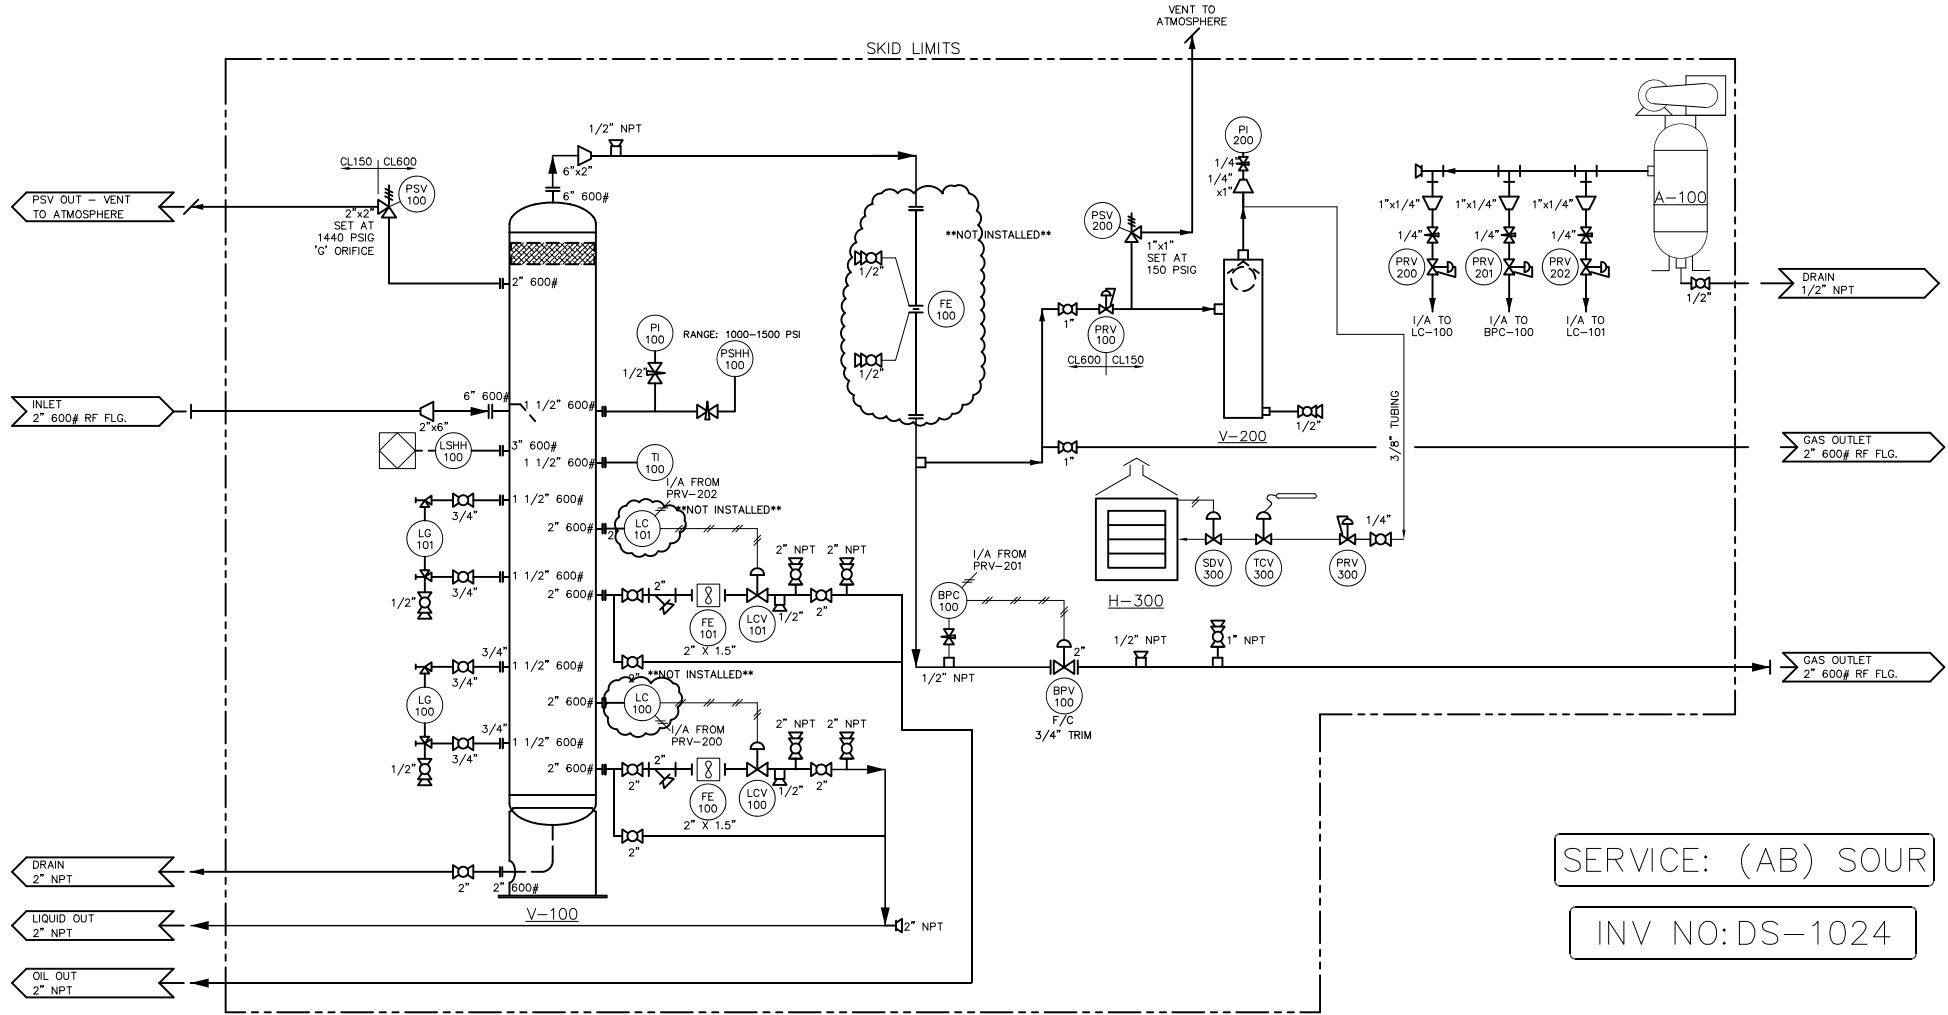 VENT TO
ATMOSPHERE
SKID LIMITS
1/2" NPT
6"x2"
6" 600#
CL150
CL600
PSV
100
2"x2"
SET AT
1440 PSIG
'G' ORIFICE
PSV OUT – VENT
TO ATMOSPHERE
2" 600#
PI
100
RANGE: 1000–1500 PSI
PSHH
100
1/2"
INLET
2" 600# RF FLG.
2"x6"
6" 600#
1 1/2" 600#
LSHH
100
3" 600#
1 1/2" 600#
TI
100
I/A FROM
PRV–202
**NOT INSTALLED**
LG
101
3/4"
1 1/2" 600#
3/4"
1 1/2" 600#
1/2"
2" 600#
2"
LC
101
2" 600#
2"
FE
101
2" X 1.5"
LCV
101
1/2"
2" NPT
2" NPT
2"
2"
**NOT INSTALLED**
LG
100
3/4"
3/4"
1 1/2" 600#
3/4"
3/4"
1 1/2" 600#
1/2"
2" 600#
LC
100
I/A FROM
PRV–200
2" 600#
2"
2"
FE
100
2" X 1.5"
LCV
100
1/2"
2" NPT
2" NPT
2"
2"
DRAIN
2" NPT
2"
2" 600#
V–100
LIQUID OUT
2" NPT
2" NPT
OIL OUT
2" NPT
**NOT INSTALLED**
1/2"
FE
100
1/2"
PSV
200
1"x1"
SET AT
150 PSIG
1"
PRV
100
CL600
CL150
1"
PI
200
1/4"
1/4"
x1"
V–200
1/2"
3/8" TUBING
A–100
1"x1/4"
1"x1/4"
1"x1/4"
1/4"
1/4"
1/4"
PRV
200
PRV
201
PRV
202
I/A TO
LC–100
I/A TO
BPC–100
I/A TO
LC–101
1/2"
DRAIN
1/2" NPT
GAS OUTLET
2" 600# RF FLG.
H–300
SDV
300
TCV
300
PRV
300
1/4"
I/A FROM
PRV–201
BPC
100
1/2" NPT
2"
BPV
100
F/C
3/4" TRIM
1/2" NPT
1" NPT
GAS OUTLET
2" 600# RF FLG.
SERVICE: (AB) SOUR
INV NO: DS–1024